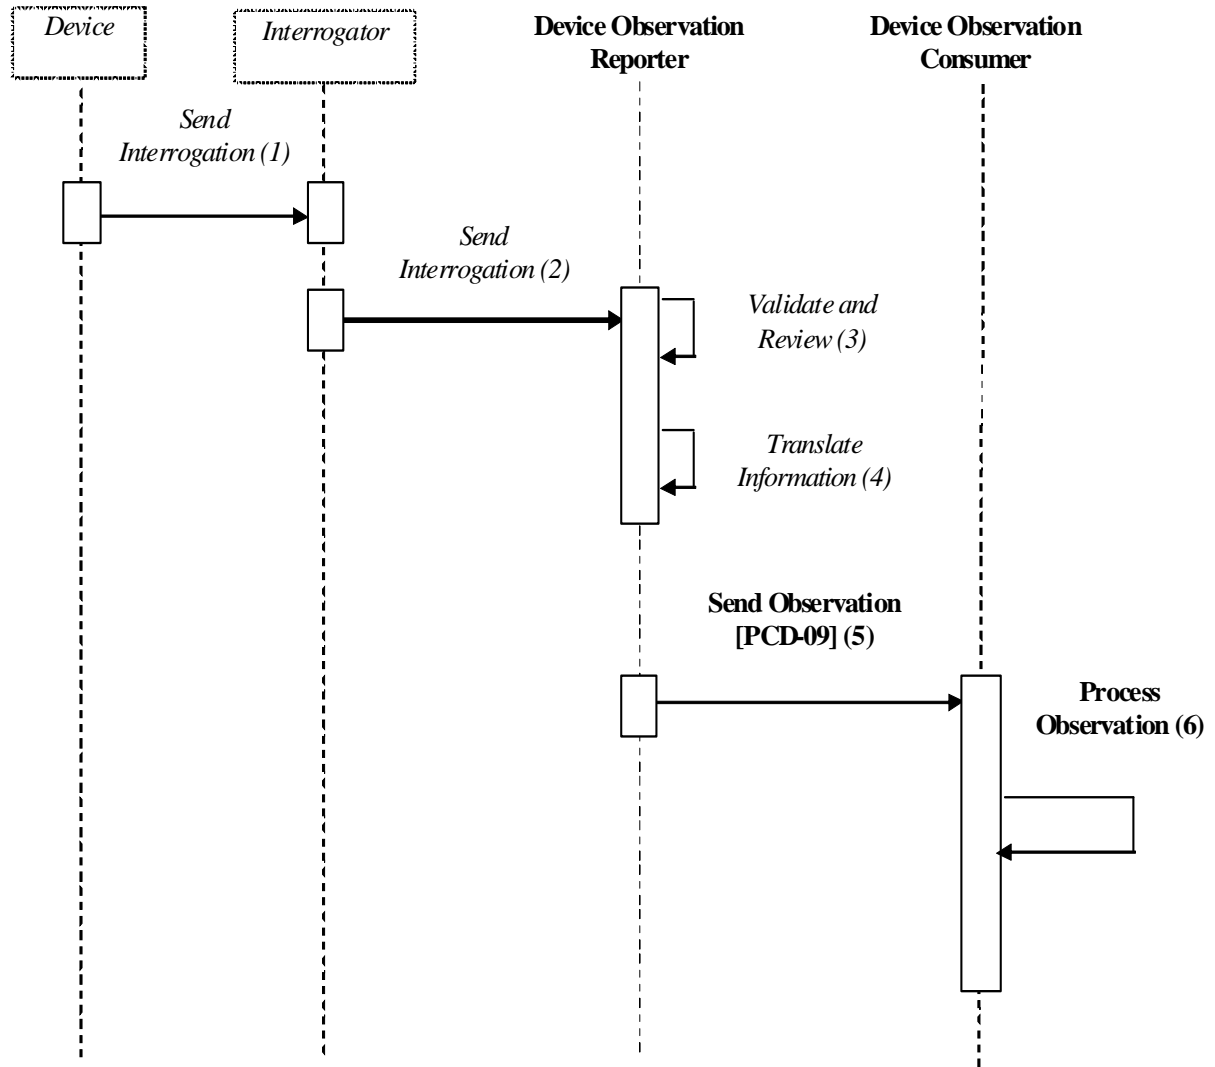 Device
Interrogator
Device Observation
Reporter
Device Observation
Consumer
Send
Interrogation (1)
Send
Interrogation (2)
Validate and
Review (3)
Translate
Information (4)
Send Observation
[PCD-09] (5)
Process
Observation (6)